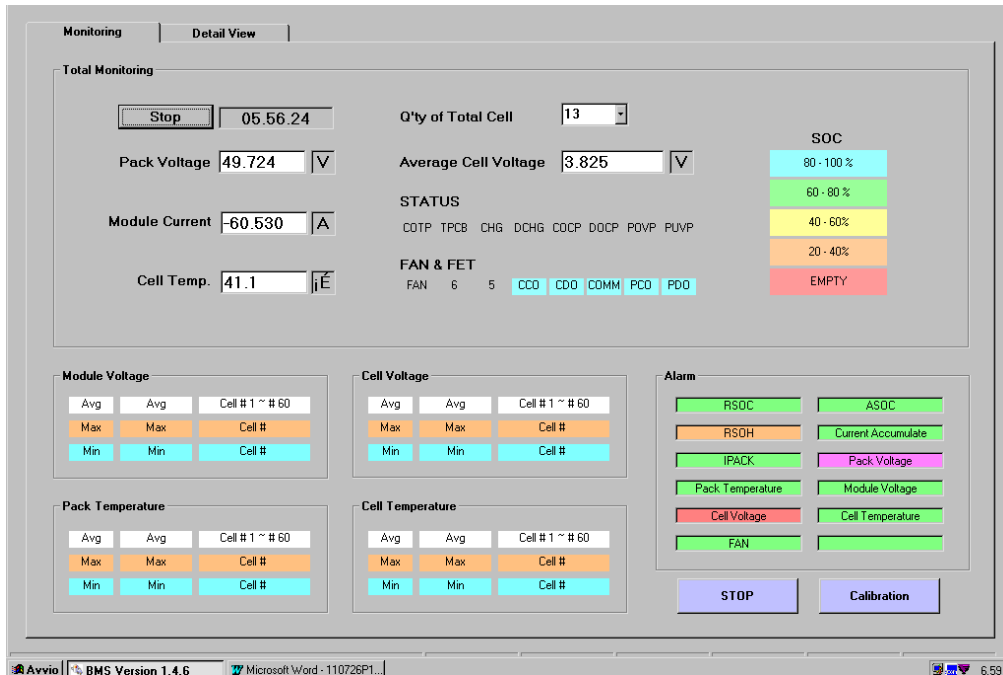 Monitoring Detail View
Total Monitoring
Stop 05.56.24 Q'ty of Total Cell 13
SOC
Pack Voltage 49.724 V Average Cell Voltage 3.825 V 80 - 100 %
60 - 80 %
STATUS
Module Current -60.530 A COTP TPCB CHG DCHG COCP DOCP POVP PUVP 40 - 60%
20 - 40%
FAN & FET
Cell Temp. 41.1 ¡É FAN 6 5 CCO CDO COMM PCO PDO EMPTY
Module Voltage
Avg Avg Cell # 1 ~ # 60
Max Max Cell #
Min Min Cell #
Cell Voltage
Avg Avg Cell # 1 ~ # 60
Max Max Cell #
Min Min Cell #
Alarm
RSOC ASOC
RSOH Current Accumulate
IPACK Pack Voltage
Pack Temperature Module Voltage
Cell Voltage Cell Temperature
FAN
Pack Temperature
Avg Avg Cell # 1 ~ # 60
Max Max Cell #
Min Min Cell #
Cell Temperature
Avg Avg Cell # 1 ~ # 60
Max Max Cell #
Min Min Cell #
STOP Calibration
Avvio BMS Version 1.4.6 Microsoft Word - 110726P1... 6.59